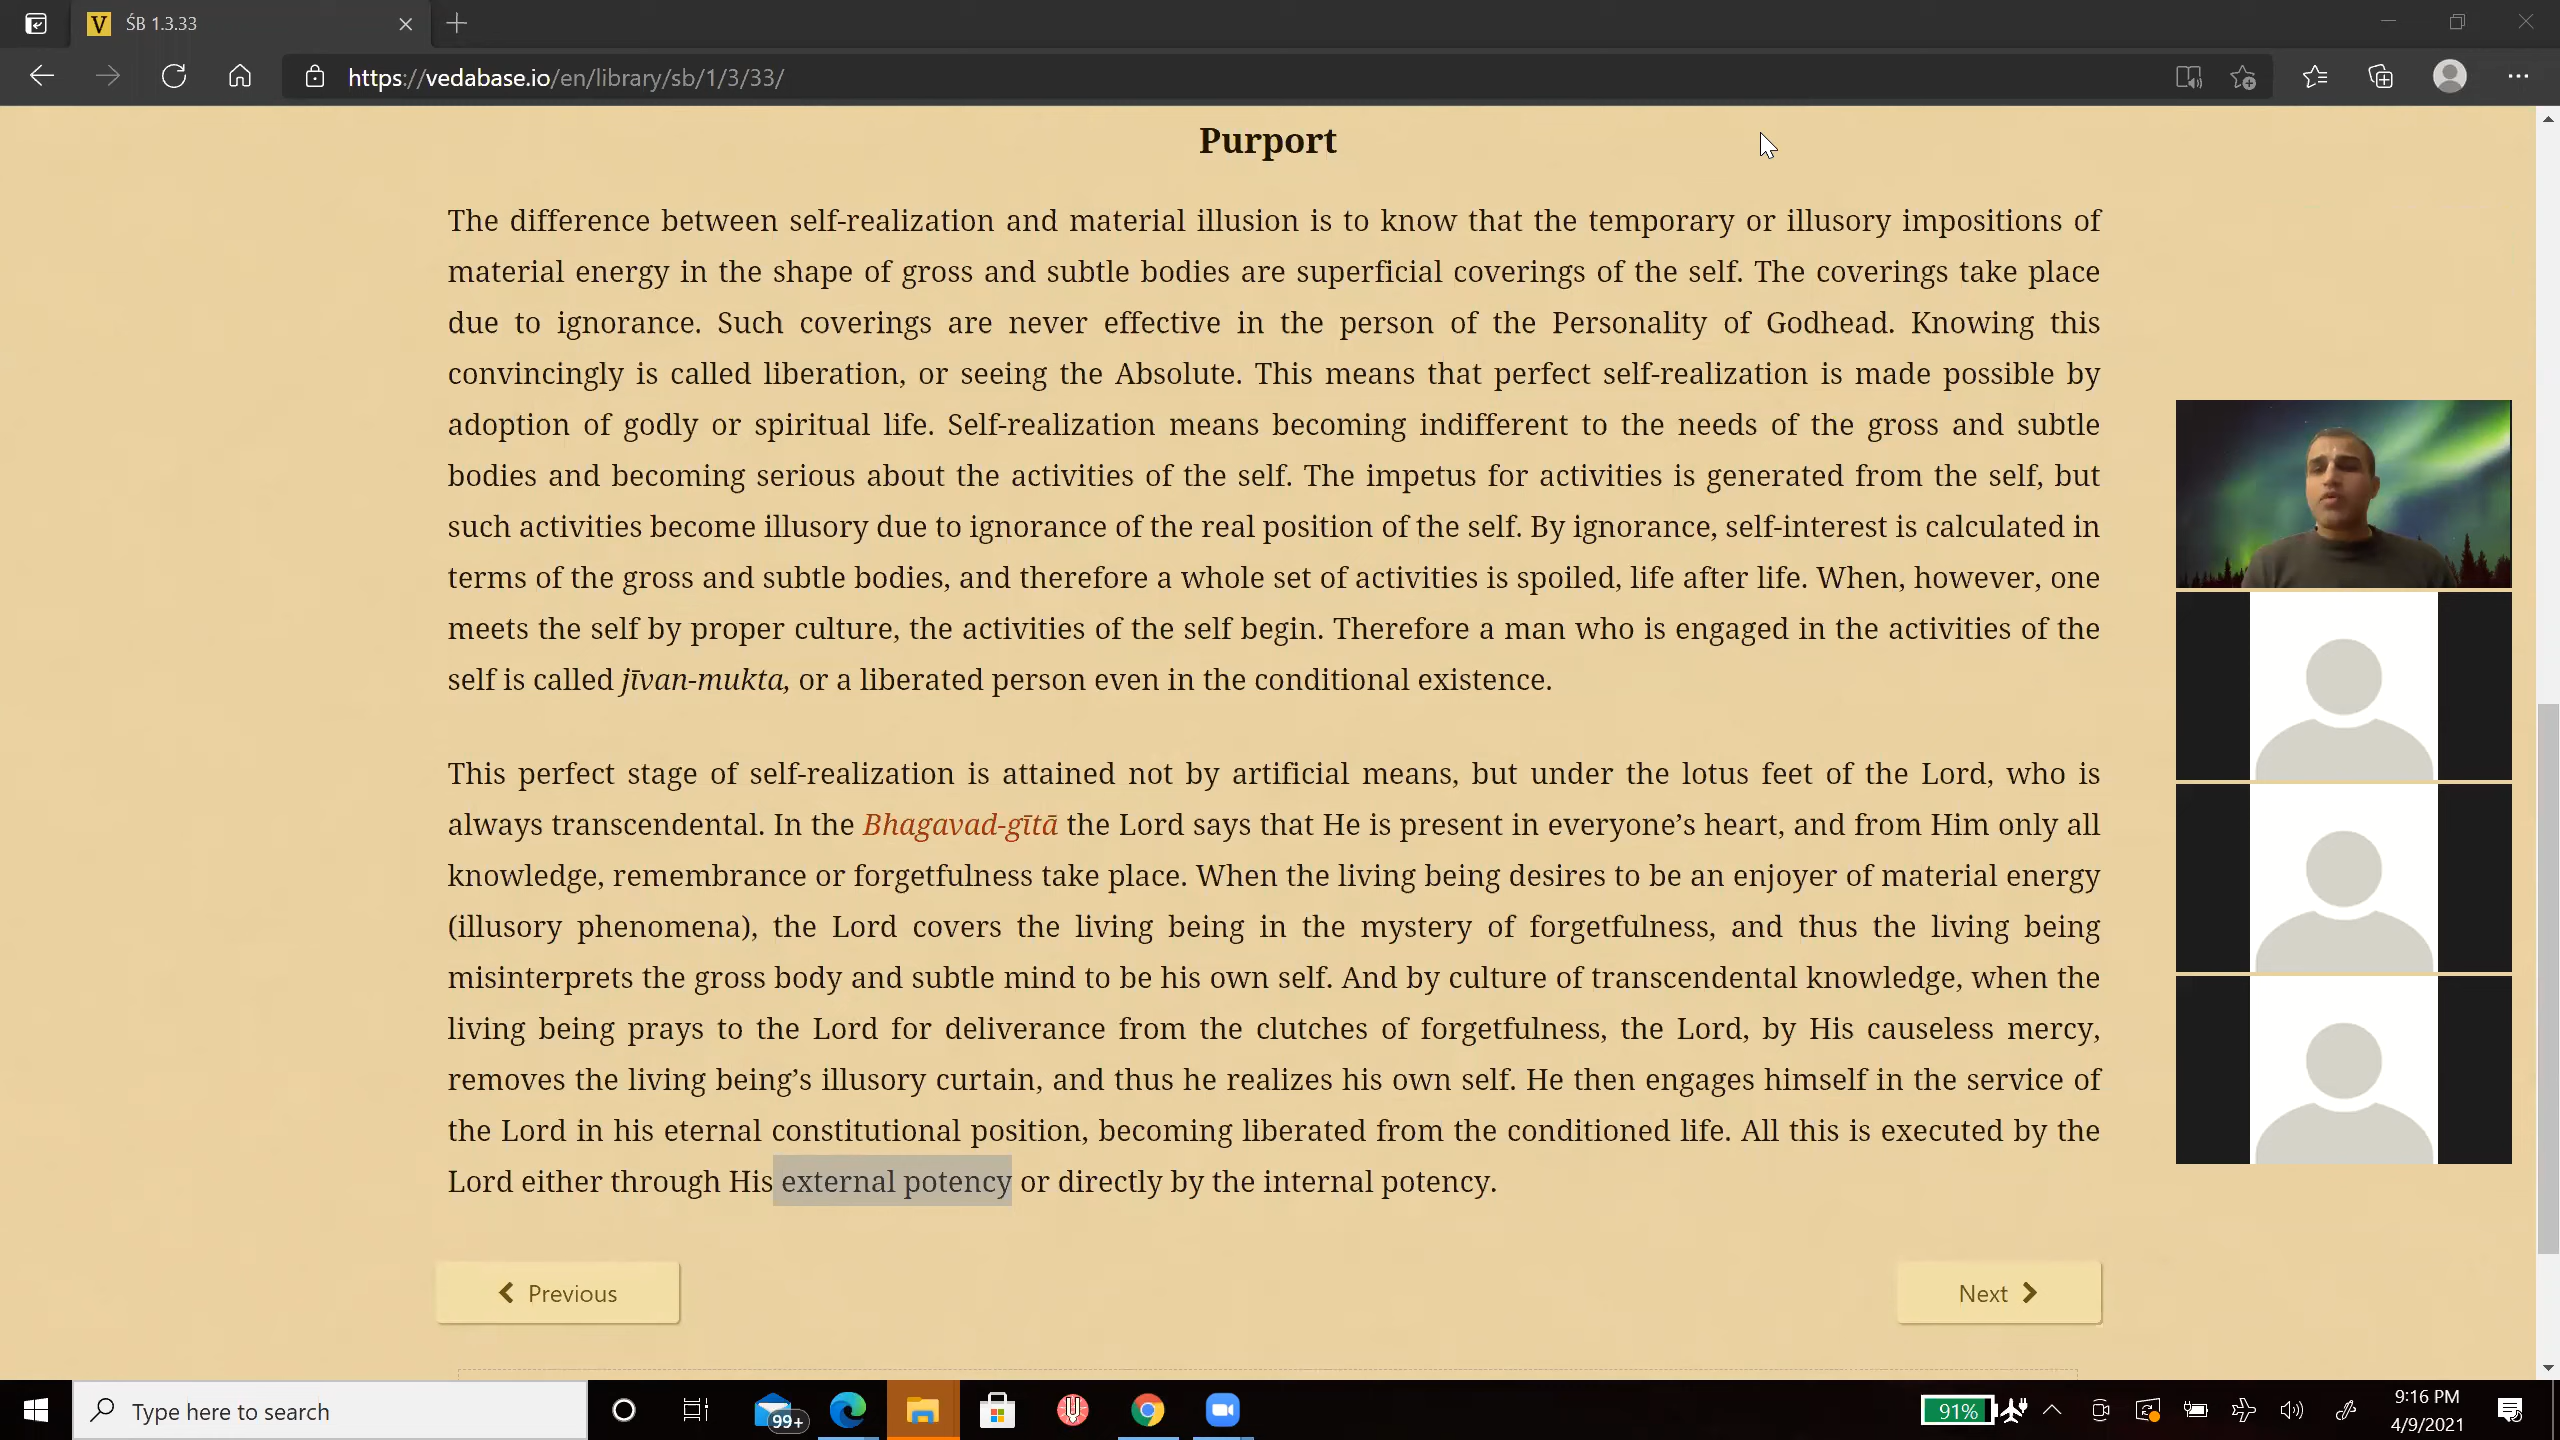 ŚB 1.3.33
https://vedabase.io/en/library/sb/1/3/33/
Purport
The difference between self-realization and material illusion is to know that the temporary or illusory impositions of
material energy in the shape of gross and subtle bodies are superficial coverings of the self. The coverings take place
due to ignorance. Such coverings are never effective in the person of the Personality of Godhead. Knowing this
convincingly is called liberation, or seeing the Absolute. This means that perfect self-realization is made possible by
adoption of godly or spiritual life. Self-realization means becoming indifferent to the needs of the gross and subtle
bodies and becoming serious about the activities of the self. The impetus for activities is generated from the self, but
such activities become illusory due to ignorance of the real position of the self. By ignorance, self-interest is calculated in
terms of the gross and subtle bodies, and therefore a whole set of activities is spoiled, life after life. When, however, one
meets the self by proper culture, the activities of the self begin. Therefore a man who is engaged in the activities of the
self is called jīvan-mukta, or a liberated person even in the conditional existence.
This perfect stage of self-realization is attained not by artificial means, but under the lotus feet of the Lord, who is
always transcendental. In the Bhagavad-gītā the Lord says that He is present in everyone’s heart, and from Him only all
knowledge, remembrance or forgetfulness take place. When the living being desires to be an enjoyer of material energy
(illusory phenomena), the Lord covers the living being in the mystery of forgetfulness, and thus the living being
misinterprets the gross body and subtle mind to be his own self. And by culture of transcendental knowledge, when the
living being prays to the Lord for deliverance from the clutches of forgetfulness, the Lord, by His causeless mercy,
removes the living being’s illusory curtain, and thus he realizes his own self. He then engages himself in the service of
the Lord in his eternal constitutional position, becoming liberated from the conditioned life. All this is executed by the
Lord either through His external potency or directly by the internal potency.
Previous
Next
Type here to search
99+
91%
9:16 PM
4/9/2021